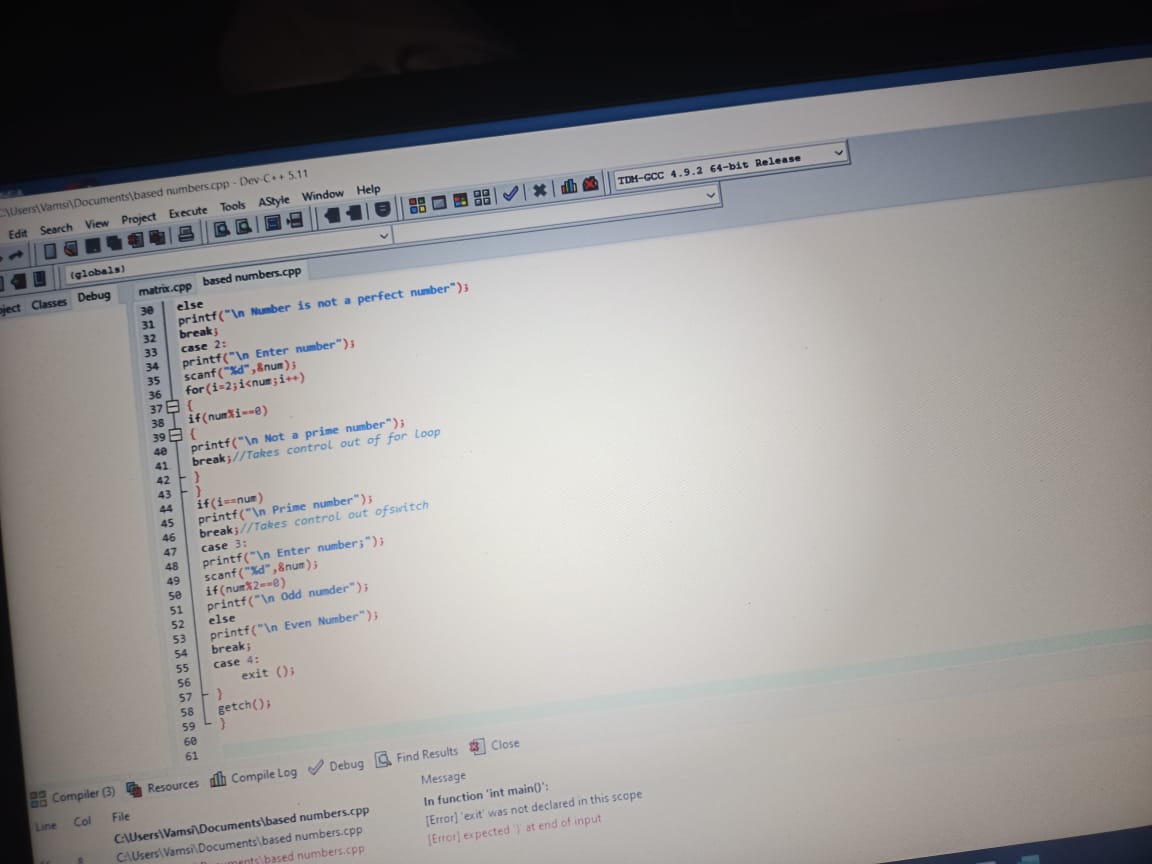 C:\Users\Vamsi\Documents\based numbers.cpp - Dev-C++ 5.11
Edit Search View Project Execute Tools AStyle Window Help
TDM-GCC 4.9.2 64-bit Release
(globals)
Classes Debug matrix.cpp based numbers.cpp
30 else
31 printf("\n Number is not a perfect number");
32 break;
33 case 2:
34 printf("\n Enter number");
35 scanf("%d",&num);
36 for(i=2;i<num;i++)
37 {
38 if(num%i==0)
39 {
40 printf("\n Not a prime number");
41 break;//Takes control out of for loop
42 }
43 }
44 if(i==num)
45 printf("\n Prime number");
46 break;//Takes control out ofswitch
47 case 3:
48 printf("\n Enter number;");
49 scanf("%d",&num);
50 if(num%2==0)
51 printf("\n Odd numder");
52 else
53 printf("\n Even Number");
54 break;
55 case 4:
56 exit ();
57 }
58 getch();
59 }
60
61
Compiler (3) Resources Compile Log Debug Find Results Close
Line Col File Message
C:\Users\Vamsi\Documents\based numbers.cpp In function 'int main()':
8 C:\Users\Vamsi\Documents\based numbers.cpp [Error] 'exit' was not declared in this scope
based numbers.cpp [Error] expected '}' at end of input